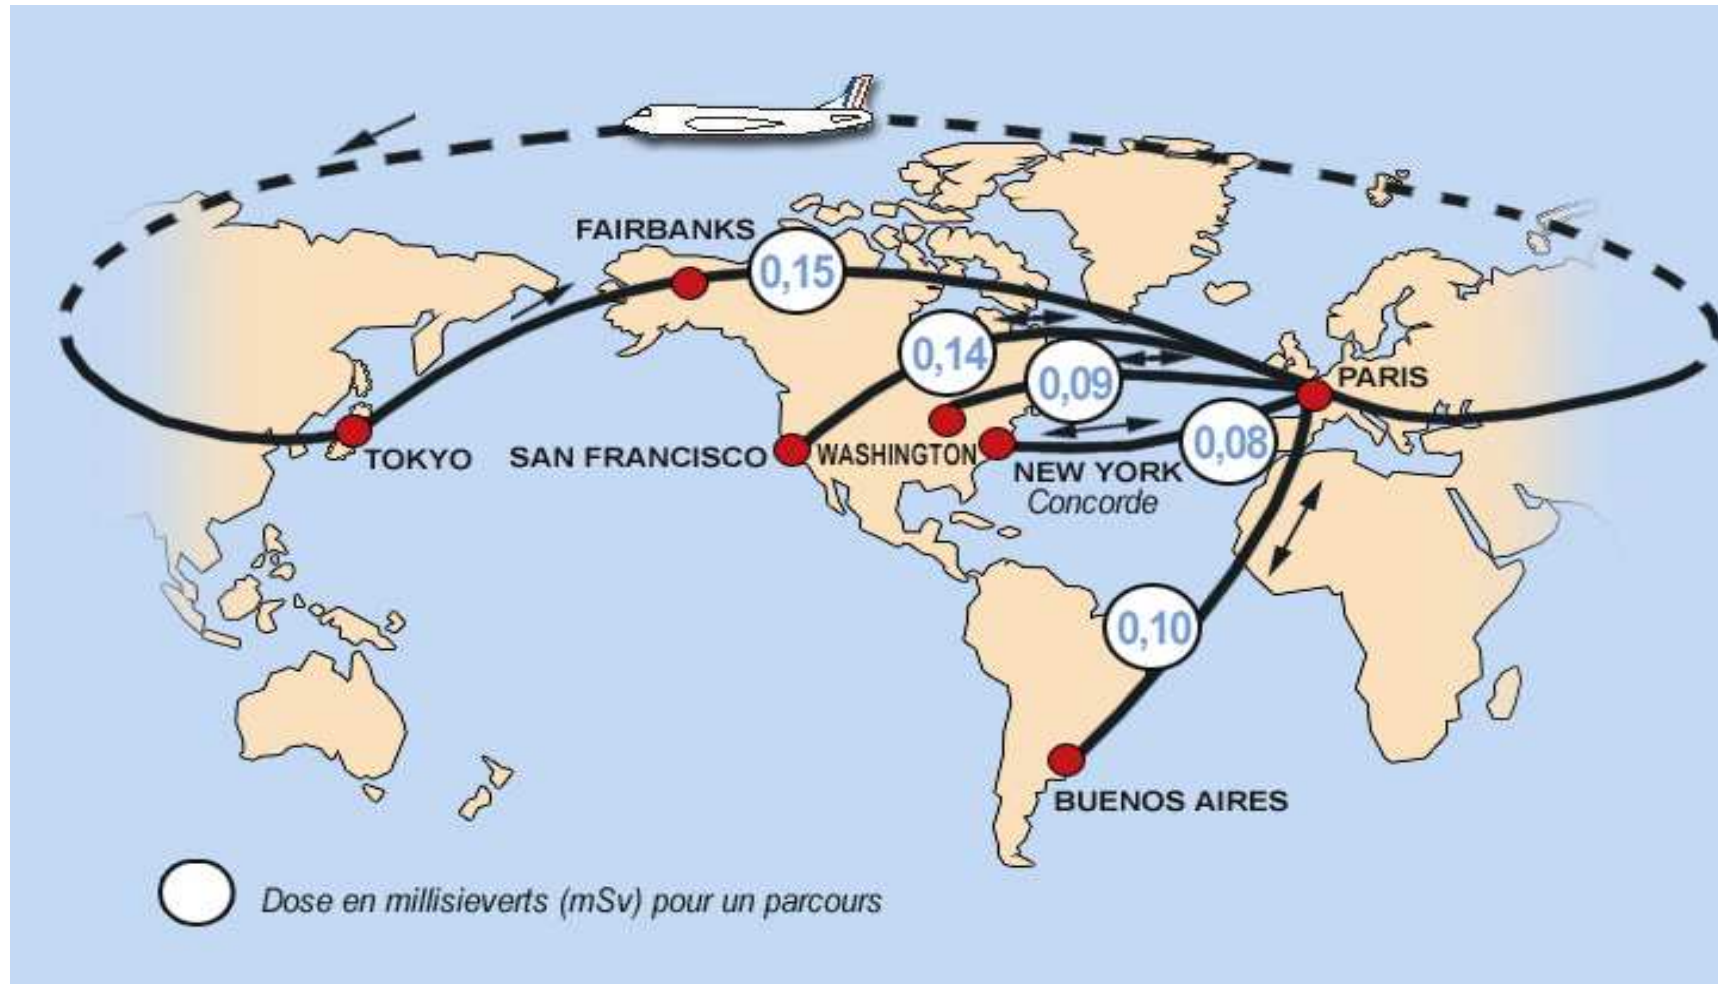 FAIRBANKS
0,15
0,14
0,09
PARIS
0,08
TOKYO
SAN FRANCISCO
WASHINGTON
NEW YORK
Concorde
0,10
BUENOS AIRES
Dose en millisieverts (mSv) pour un parcours